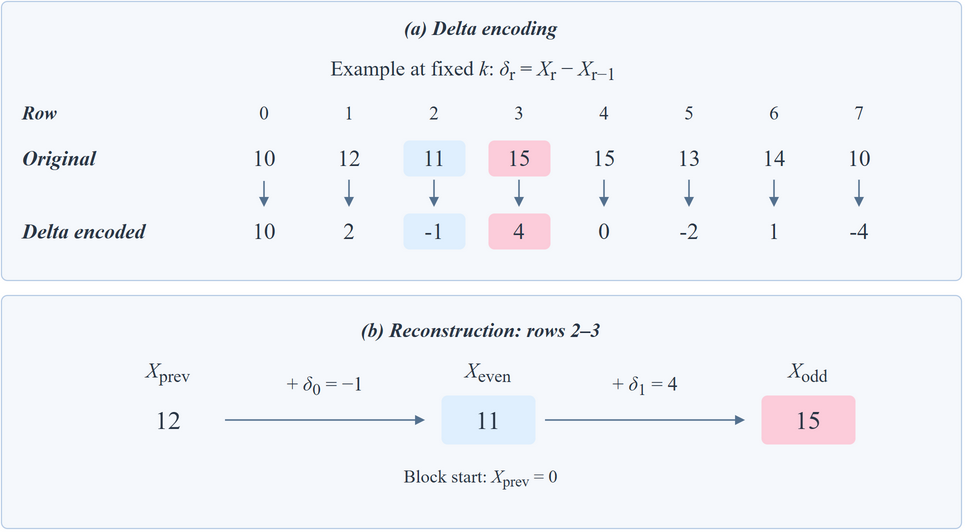 (a) Delta encoding
Example at fixed k: δr = Xr − Xr−1
Row 0 1 2 3 4 5 6 7
Original 10 12 11 15 15 13 14 10
Delta encoded 10 2 -1 4 0 -2 1 -4
(b) Reconstruction: rows 2–3
Xprev Xeven Xodd
+ δ0 = −1 + δ1 = 4
12 11 15
Block start: Xprev = 0